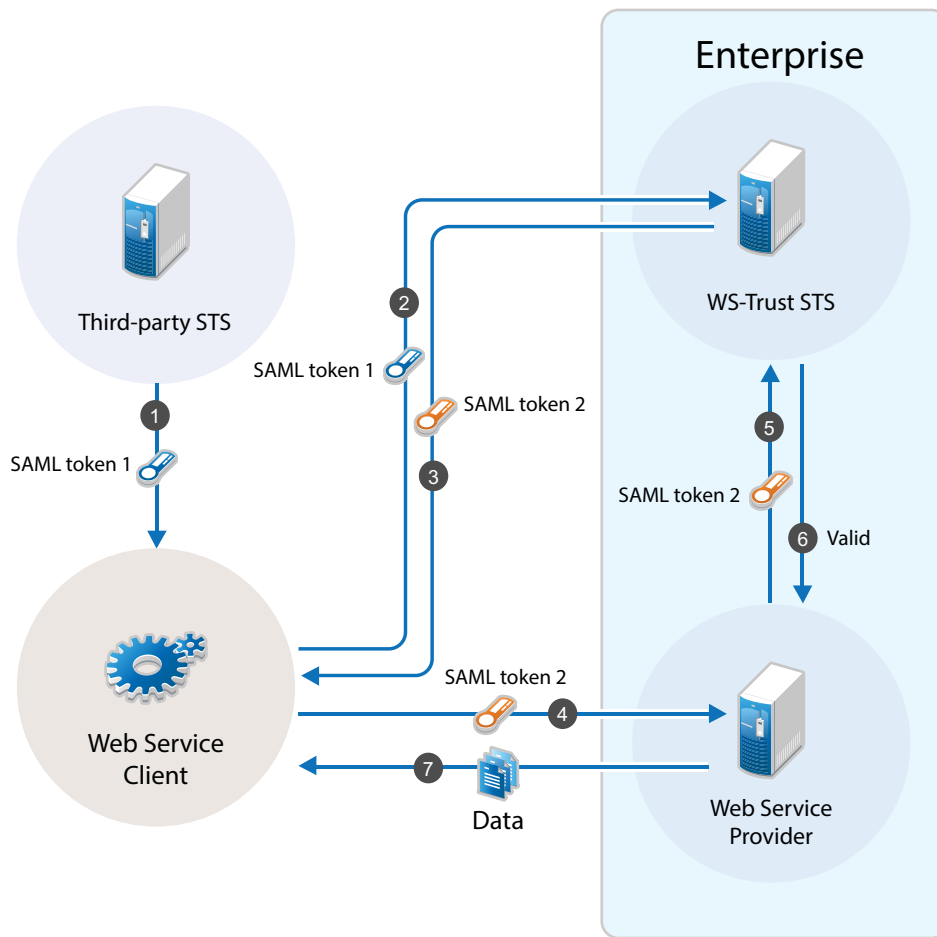 Enterprise
Third-party STS
WS-Trust STS
1
SAML token 1
2
SAML token 1
SAML token 2
3
5
SAML token 2
6
Valid
Web Service
Client
SAML token 2
4
7
Data
Web Service
Provider